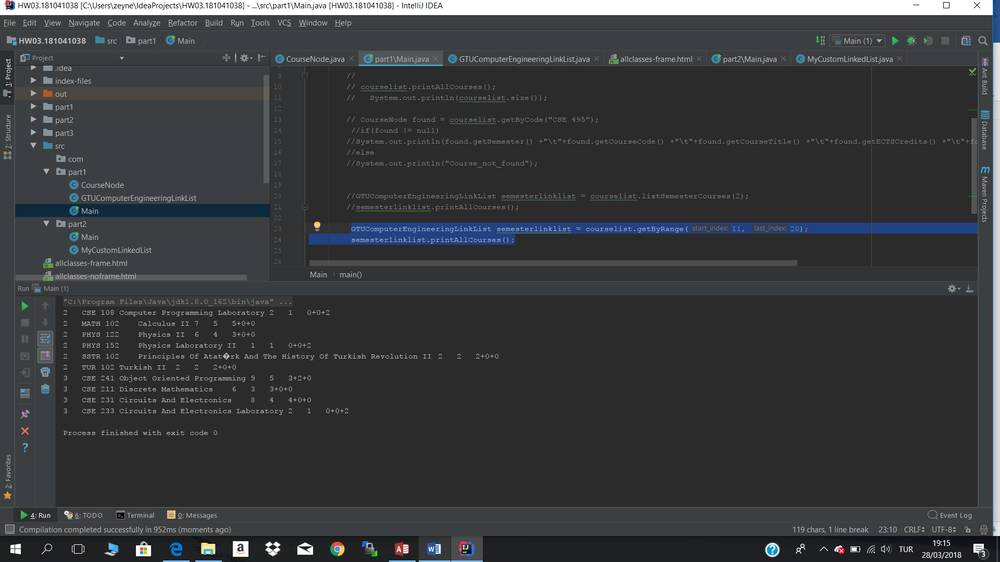 HW03.181041038 [C:\Users\zeyne\IdeaProjects\HW03.181041038] - ...\src\part1\Main.java [HW03.181041038] - IntelliJ IDEA
File Edit View Navigate Code Analyze Refactor Build Run Tools VCS Window Help
HW03.181041038 src part1 Main
Main (1)
1: Project
7: Structure
2: Favorites
Project
.idea
index-files
out
part1
part2
part3
src
com
part1
CourseNode
GTUComputerEngineeringLinkList
Main
part2
Main
MyCustomLinkedList
allclasses-frame.html
allclasses-noframe.html
CourseNode.java part1\Main.java GTUComputerEngineeringLinkList.java allclasses-frame.html part2\Main.java MyCustomLinkedList.java
9 //
10 // courselist.printAllCourses();
11 // System.out.println(courselist.size());
12
13 // CourseNode found = courselist.getByCode("CSE 495");
14 //if(found != null)
15 //System.out.println(found.getSemester() +"\t"+found.getCourseCode() +"\t"+found.getCourseTitle() +"\t"+found.getECTSCredits() +"\t"+fo
16 //else
17 //System.out.println("Course_not_found");
18
19
20 //GTUComputerEngineeringLinkList semesterlinklist = courselist.listSemesterCourses(2);
21 //semesterlinklist.printAllCourses();
22
23 GTUComputerEngineeringLinkList semesterlinklist = courselist.getByRange( start_index: 11, last_index: 20);
24 semesterlinklist.printAllCourses();
25
26
Main main()
Ant Build
Database
Maven Projects
Run Main (1)
"C:\Program Files\Java\jdk1.8.0_162\bin\java" ...
2 CSE 108 Computer Programming Laboratory 2 1 0+0+2
2 MATH 102 Calculus II 7 5 5+0+0
2 PHYS 122 Physics II 6 4 3+0+0
2 PHYS 152 Physics Laboratory II 1 1 0+0+2
2 SSTR 102 Principles Of Atat�rk And The History Of Turkish Revolution II 2 2 2+0+0
2 TUR 102 Turkish II 2 2 2+0+0
3 CSE 241 Object Oriented Programming 9 5 3+2+0
3 CSE 211 Discrete Mathematics 6 3 3+0+0
3 CSE 231 Circuits And Electronics 8 4 4+0+0
3 CSE 233 Circuits And Electronics Laboratory 2 1 0+0+2
Process finished with exit code 0
4: Run 6: TODO Terminal 0: Messages Event Log
Compilation completed successfully in 952ms (moments ago) 119 chars, 1 line break 23:10 CRLF UTF-8
TUR 19:15
28/03/2018
3